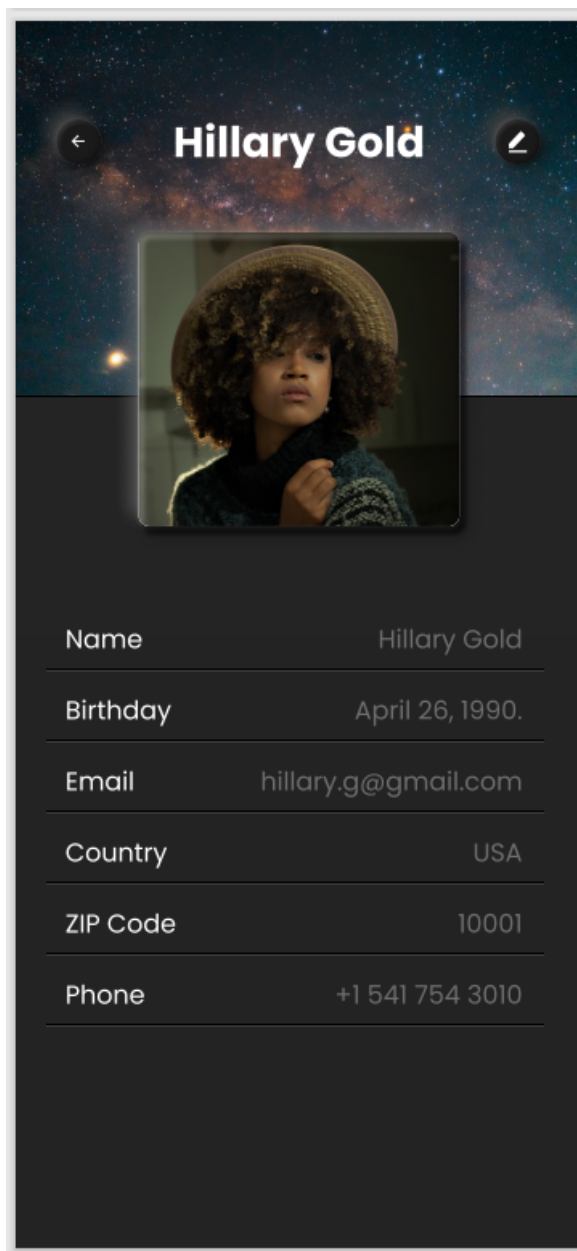 Hillary Gold
Name Hillary Gold
Birthday April 26, 1990.
Email hillary.g@gmail.com
Country USA
ZIP Code 10001
Phone +1 541 754 3010